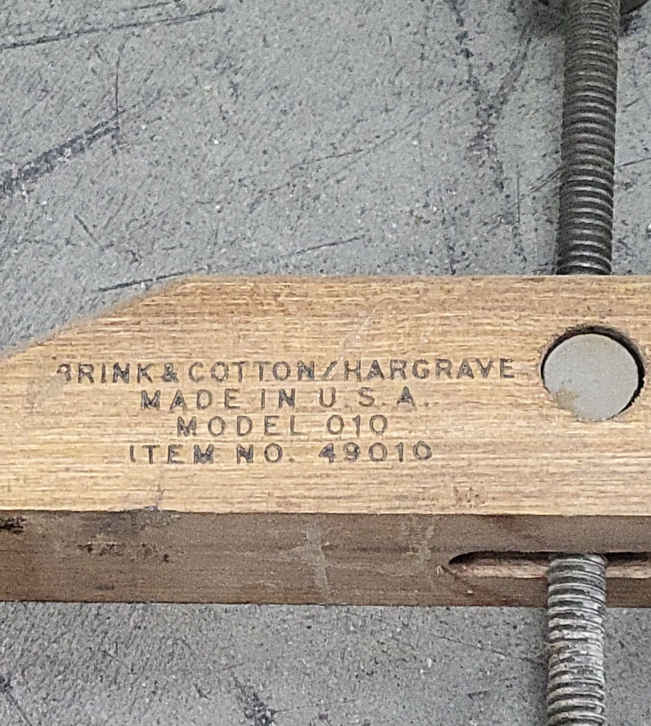 BRINK & COTTON/HARGRAVE
MADE IN U.S.A.
MODEL 010
ITEM NO. 49010